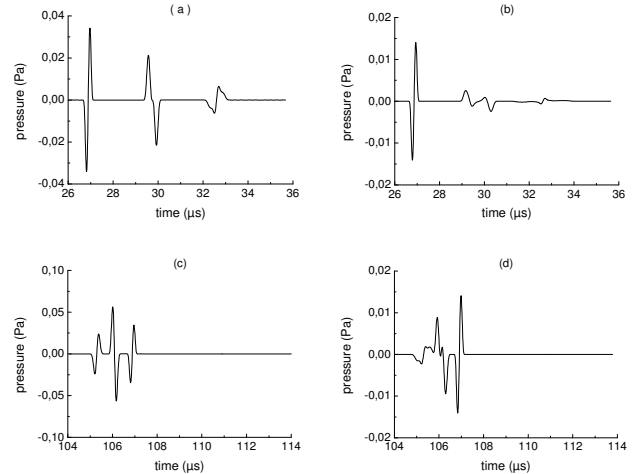 ( a )
pressure (Pa)
0,04
0,02
0,00
-0,02
-0,04
26 28 30 32 34 36
time (µs)
(b)
pressure (Pa)
0,02
0,01
0,00
-0,01
-0,02
26 28 30 32 34 36
time (µs)
(c)
pressure (Pa)
0,10
0,05
0,00
-0,05
-0,10
104 106 108 110 112 114
time (µs)
(d)
pressure (Pa)
0,02
0,01
0,00
-0,01
-0,02
104 106 108 110 112 114
time (µs)